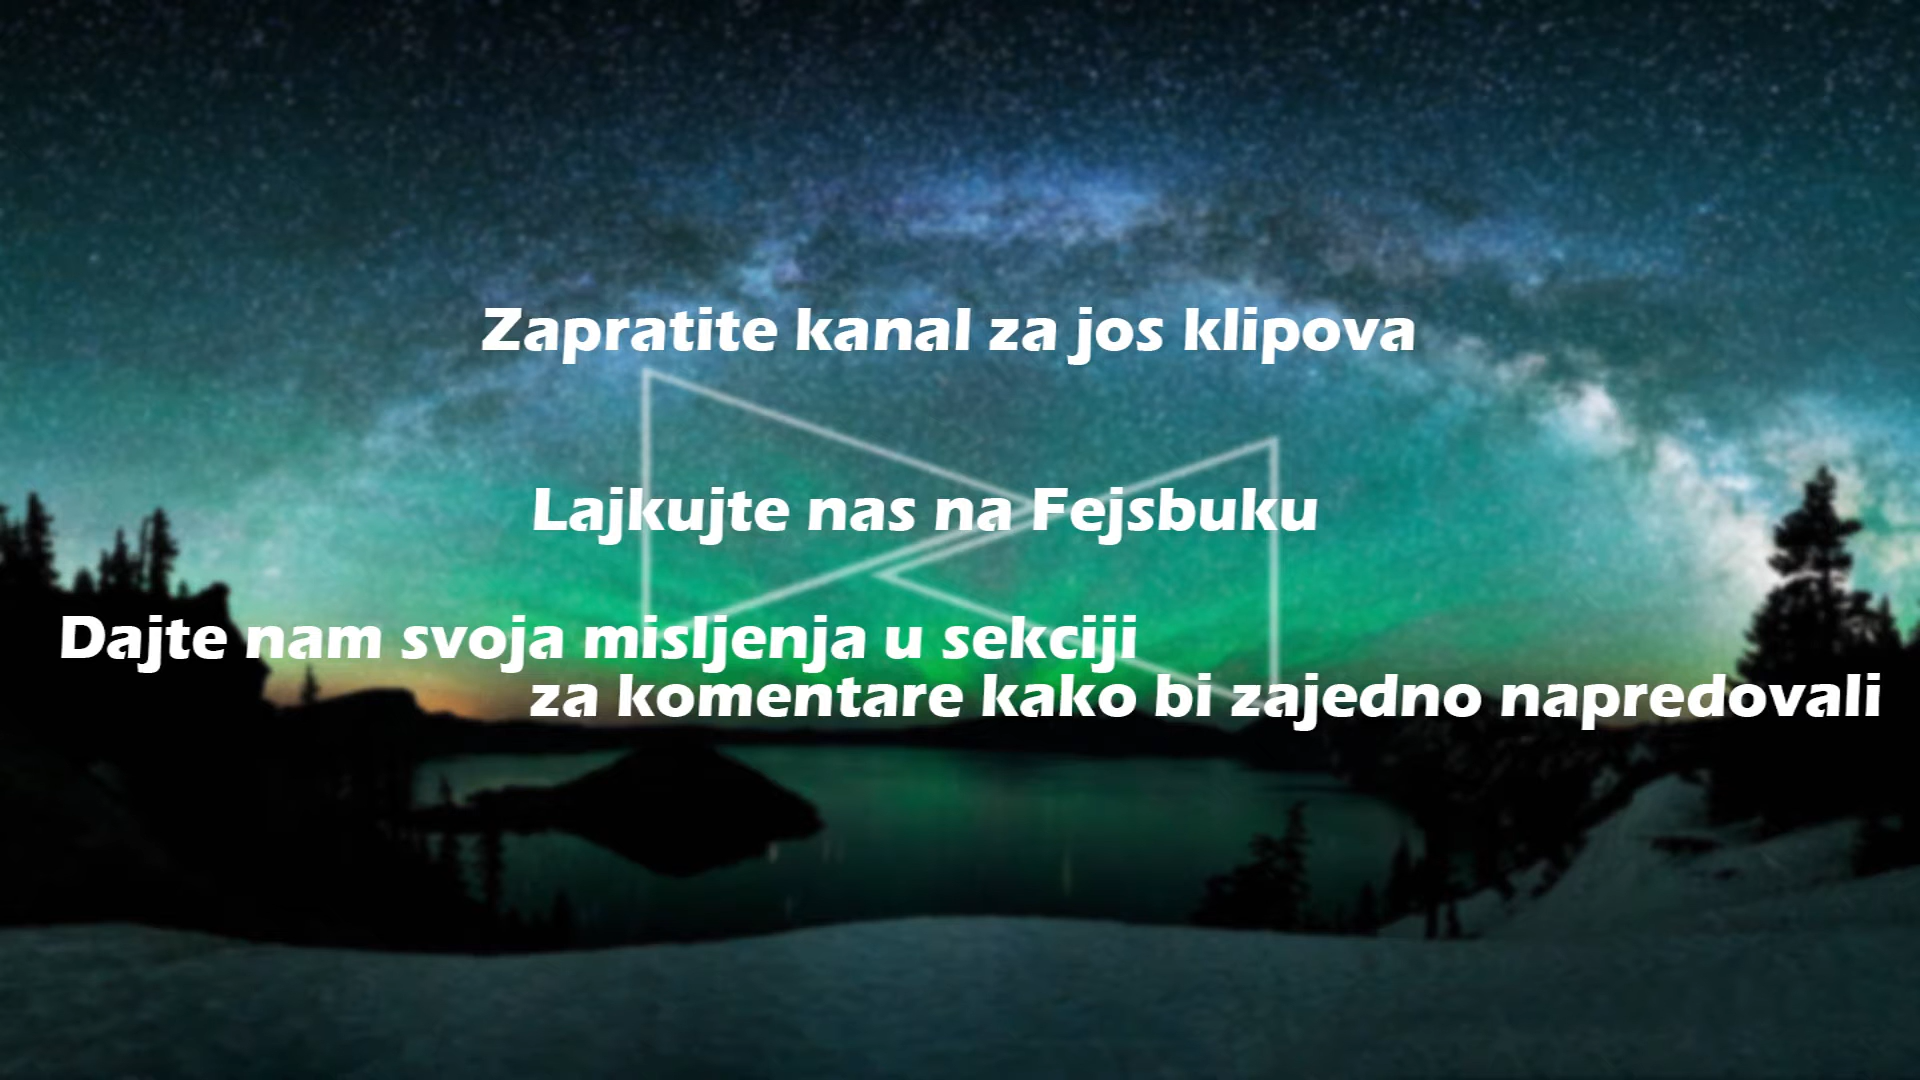 Zapratite kanal za jos klipova
Lajkujte nas na Fejsbuku
Dajte nam svoja misljenja u sekciji
za komentare kako bi zajedno napredovali